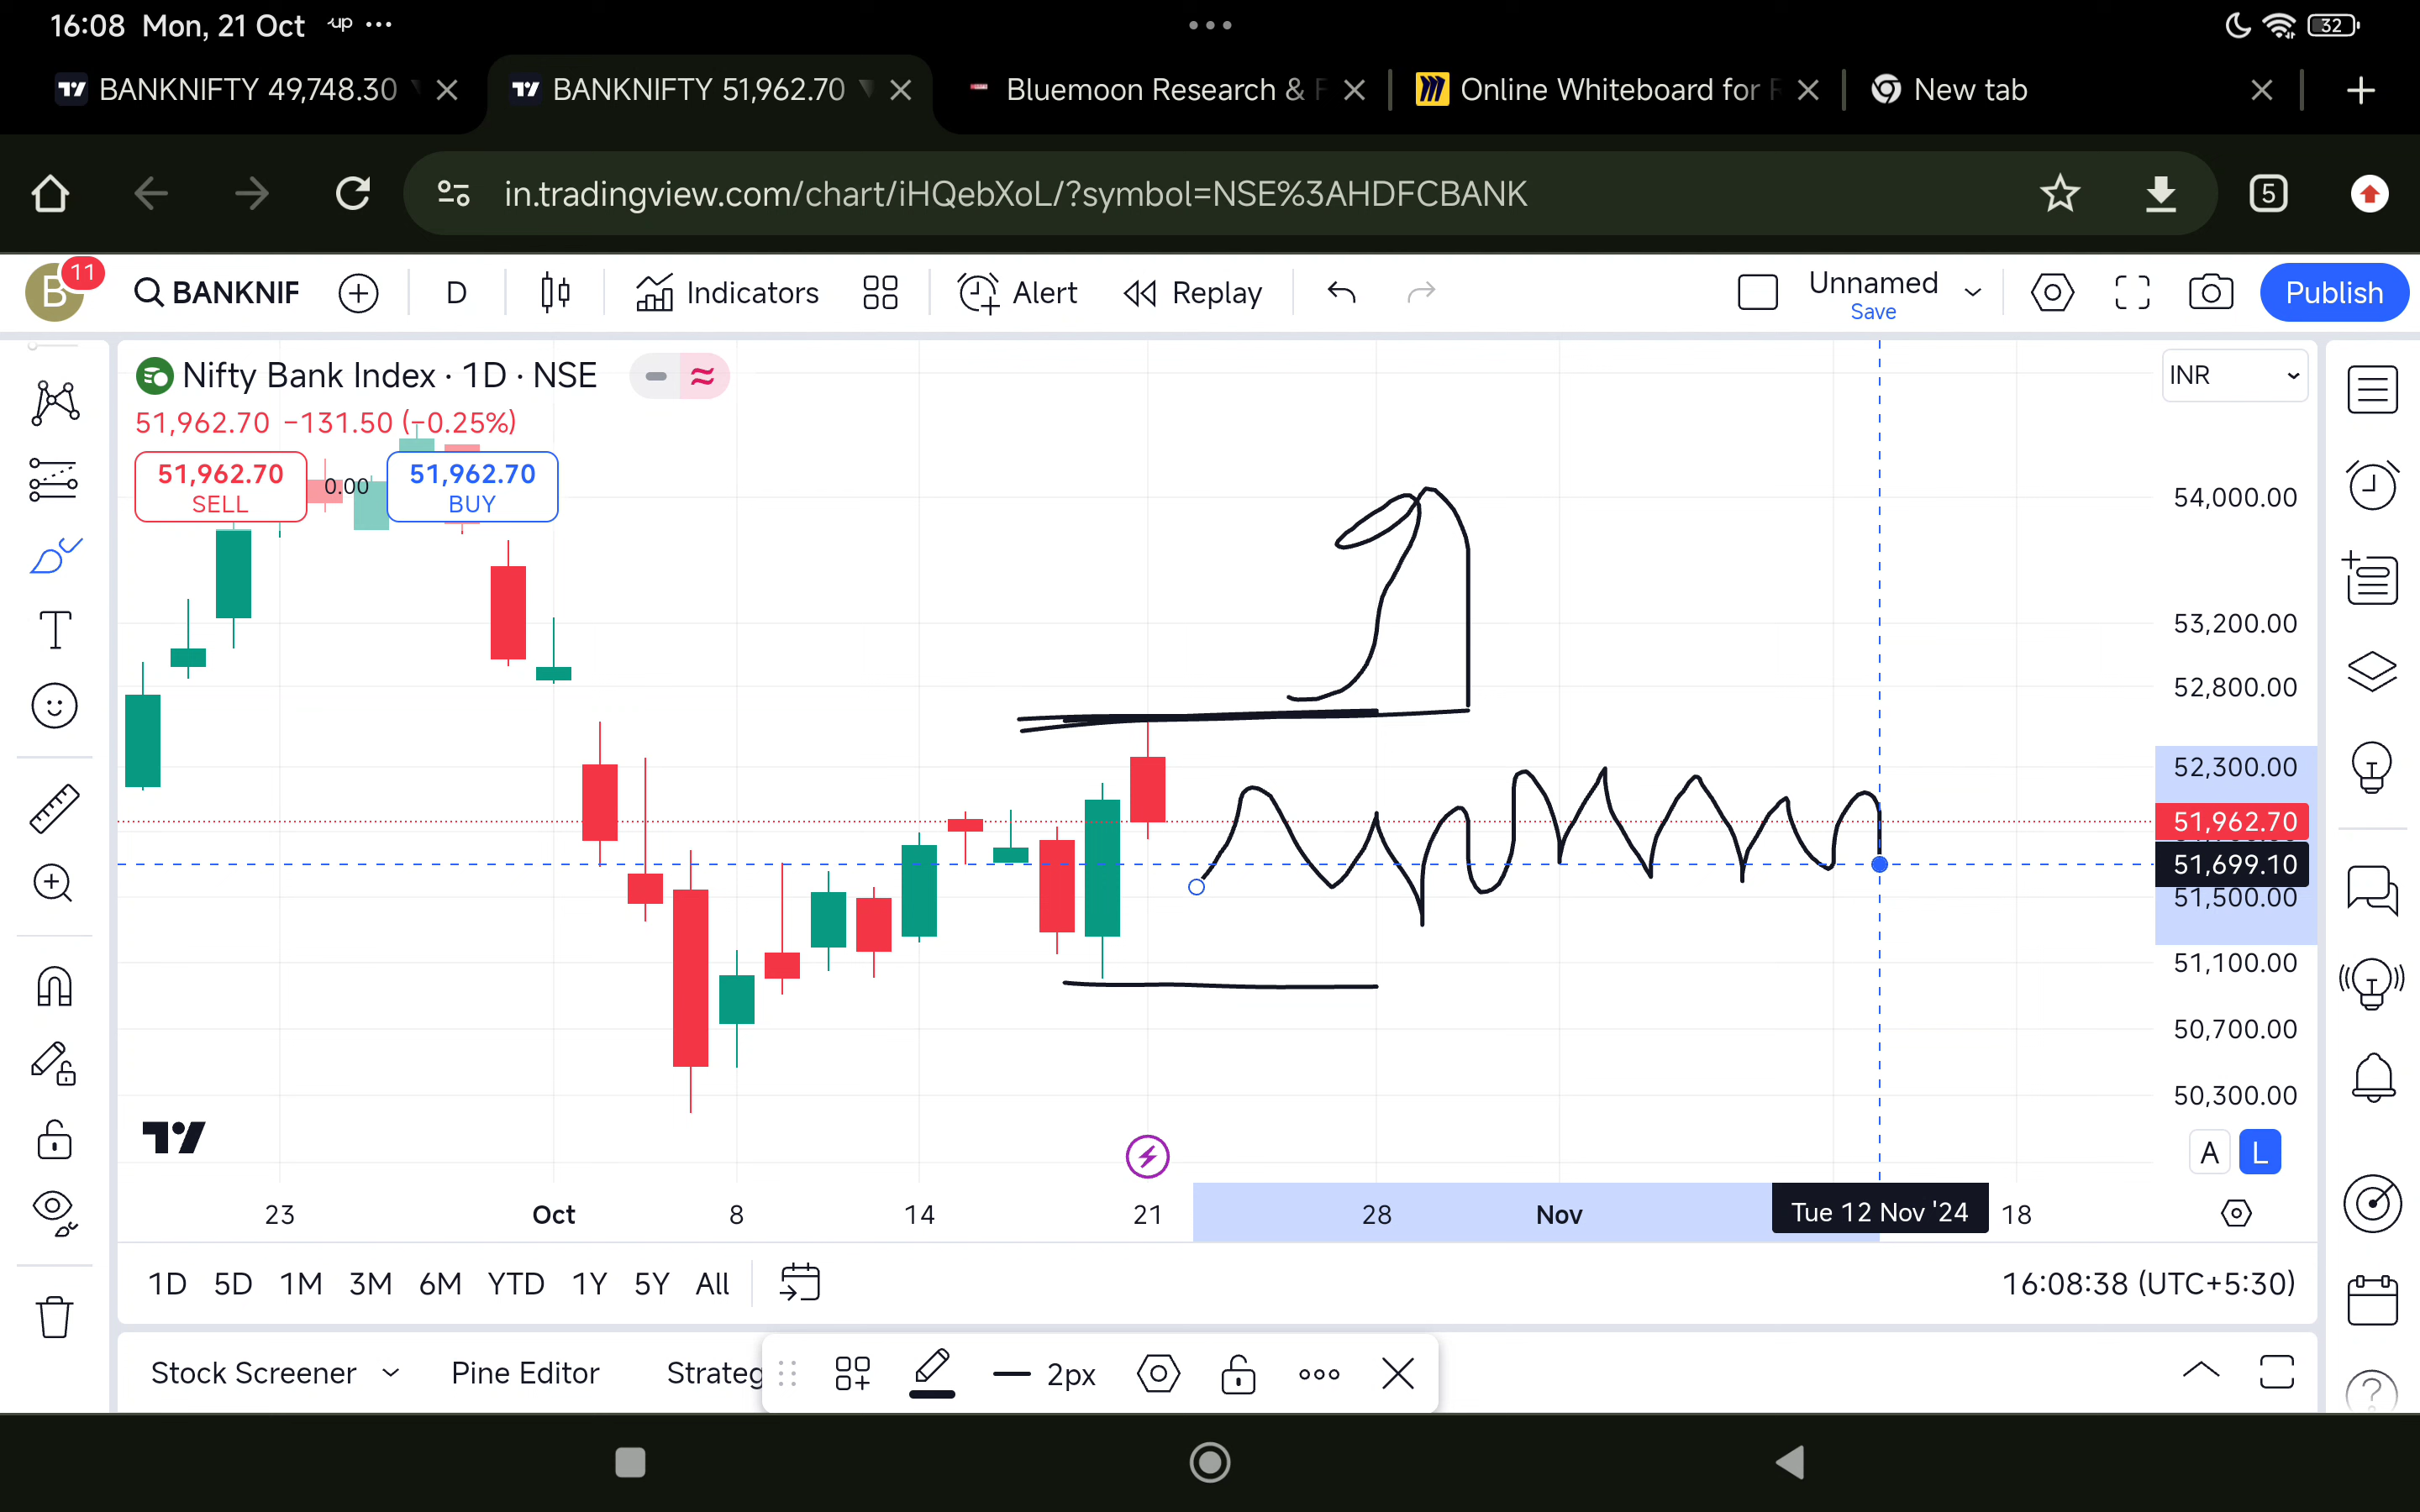 16:08 Mon, 21 Oct ...
32
BANKNIFTY 49,748.30
BANKNIFTY 51,962.70
Bluemoon Research & F
Online Whiteboard for R
New tab
in.tradingview.com/chart/iHQebXoL/?symbol=NSE%3AHDFCBANK
5
B
11
BANKNIF
D
Indicators
Alert
Replay
Unnamed
Save
Publish
Nifty Bank Index · 1D · NSE
INR
51,962.70 −131.50 (−0.25%)
51,962.70
SELL
0.00
51,962.70
BUY
54,000.00
53,200.00
52,800.00
52,300.00
51,962.70
51,699.10
51,500.00
51,100.00
50,700.00
50,300.00
A
L
23
Oct
8
14
21
28
Nov
Tue 12 Nov '24
18
1D 5D 1M 3M 6M YTD 1Y 5Y All
16:08:38 (UTC+5:30)
Stock Screener
Pine Editor
Strateg
2px